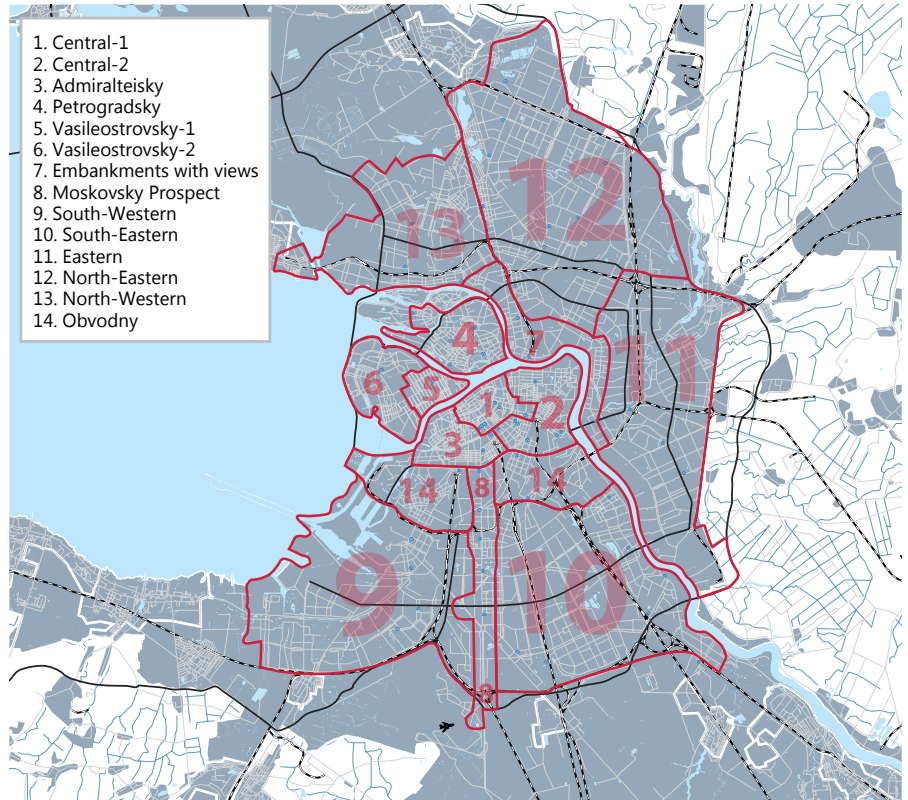 1. Central-1
2. Central-2
3. Admiralteisky
4. Petrogradsky
5. Vasileostrovsky-1
6. Vasileostrovsky-2
7. Embankments with views
8. Moskovsky Prospect
9. South-Western
10. South-Eastern
11. Eastern
12. North-Eastern
13. North-Western
14. Obvodny
12
13
4
7
11
6
5
1
2
3
14
8
14
9
10
8